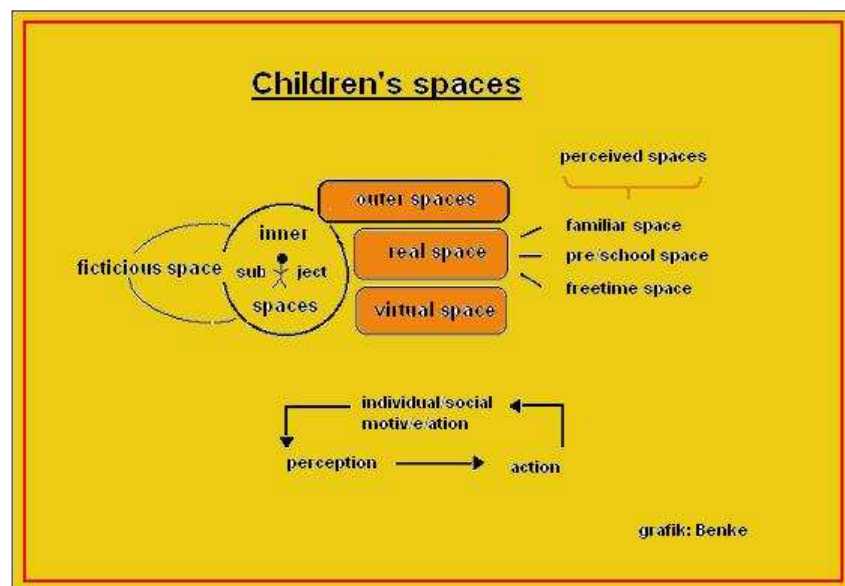 Children's spaces
perceived spaces
outer spaces
inner
familiar space
real space
ficticious space
sub ject
pre/school space
freetime space
spaces
virtual space
individual/social
motiv/e/ation
perception
action
grafik: Benke